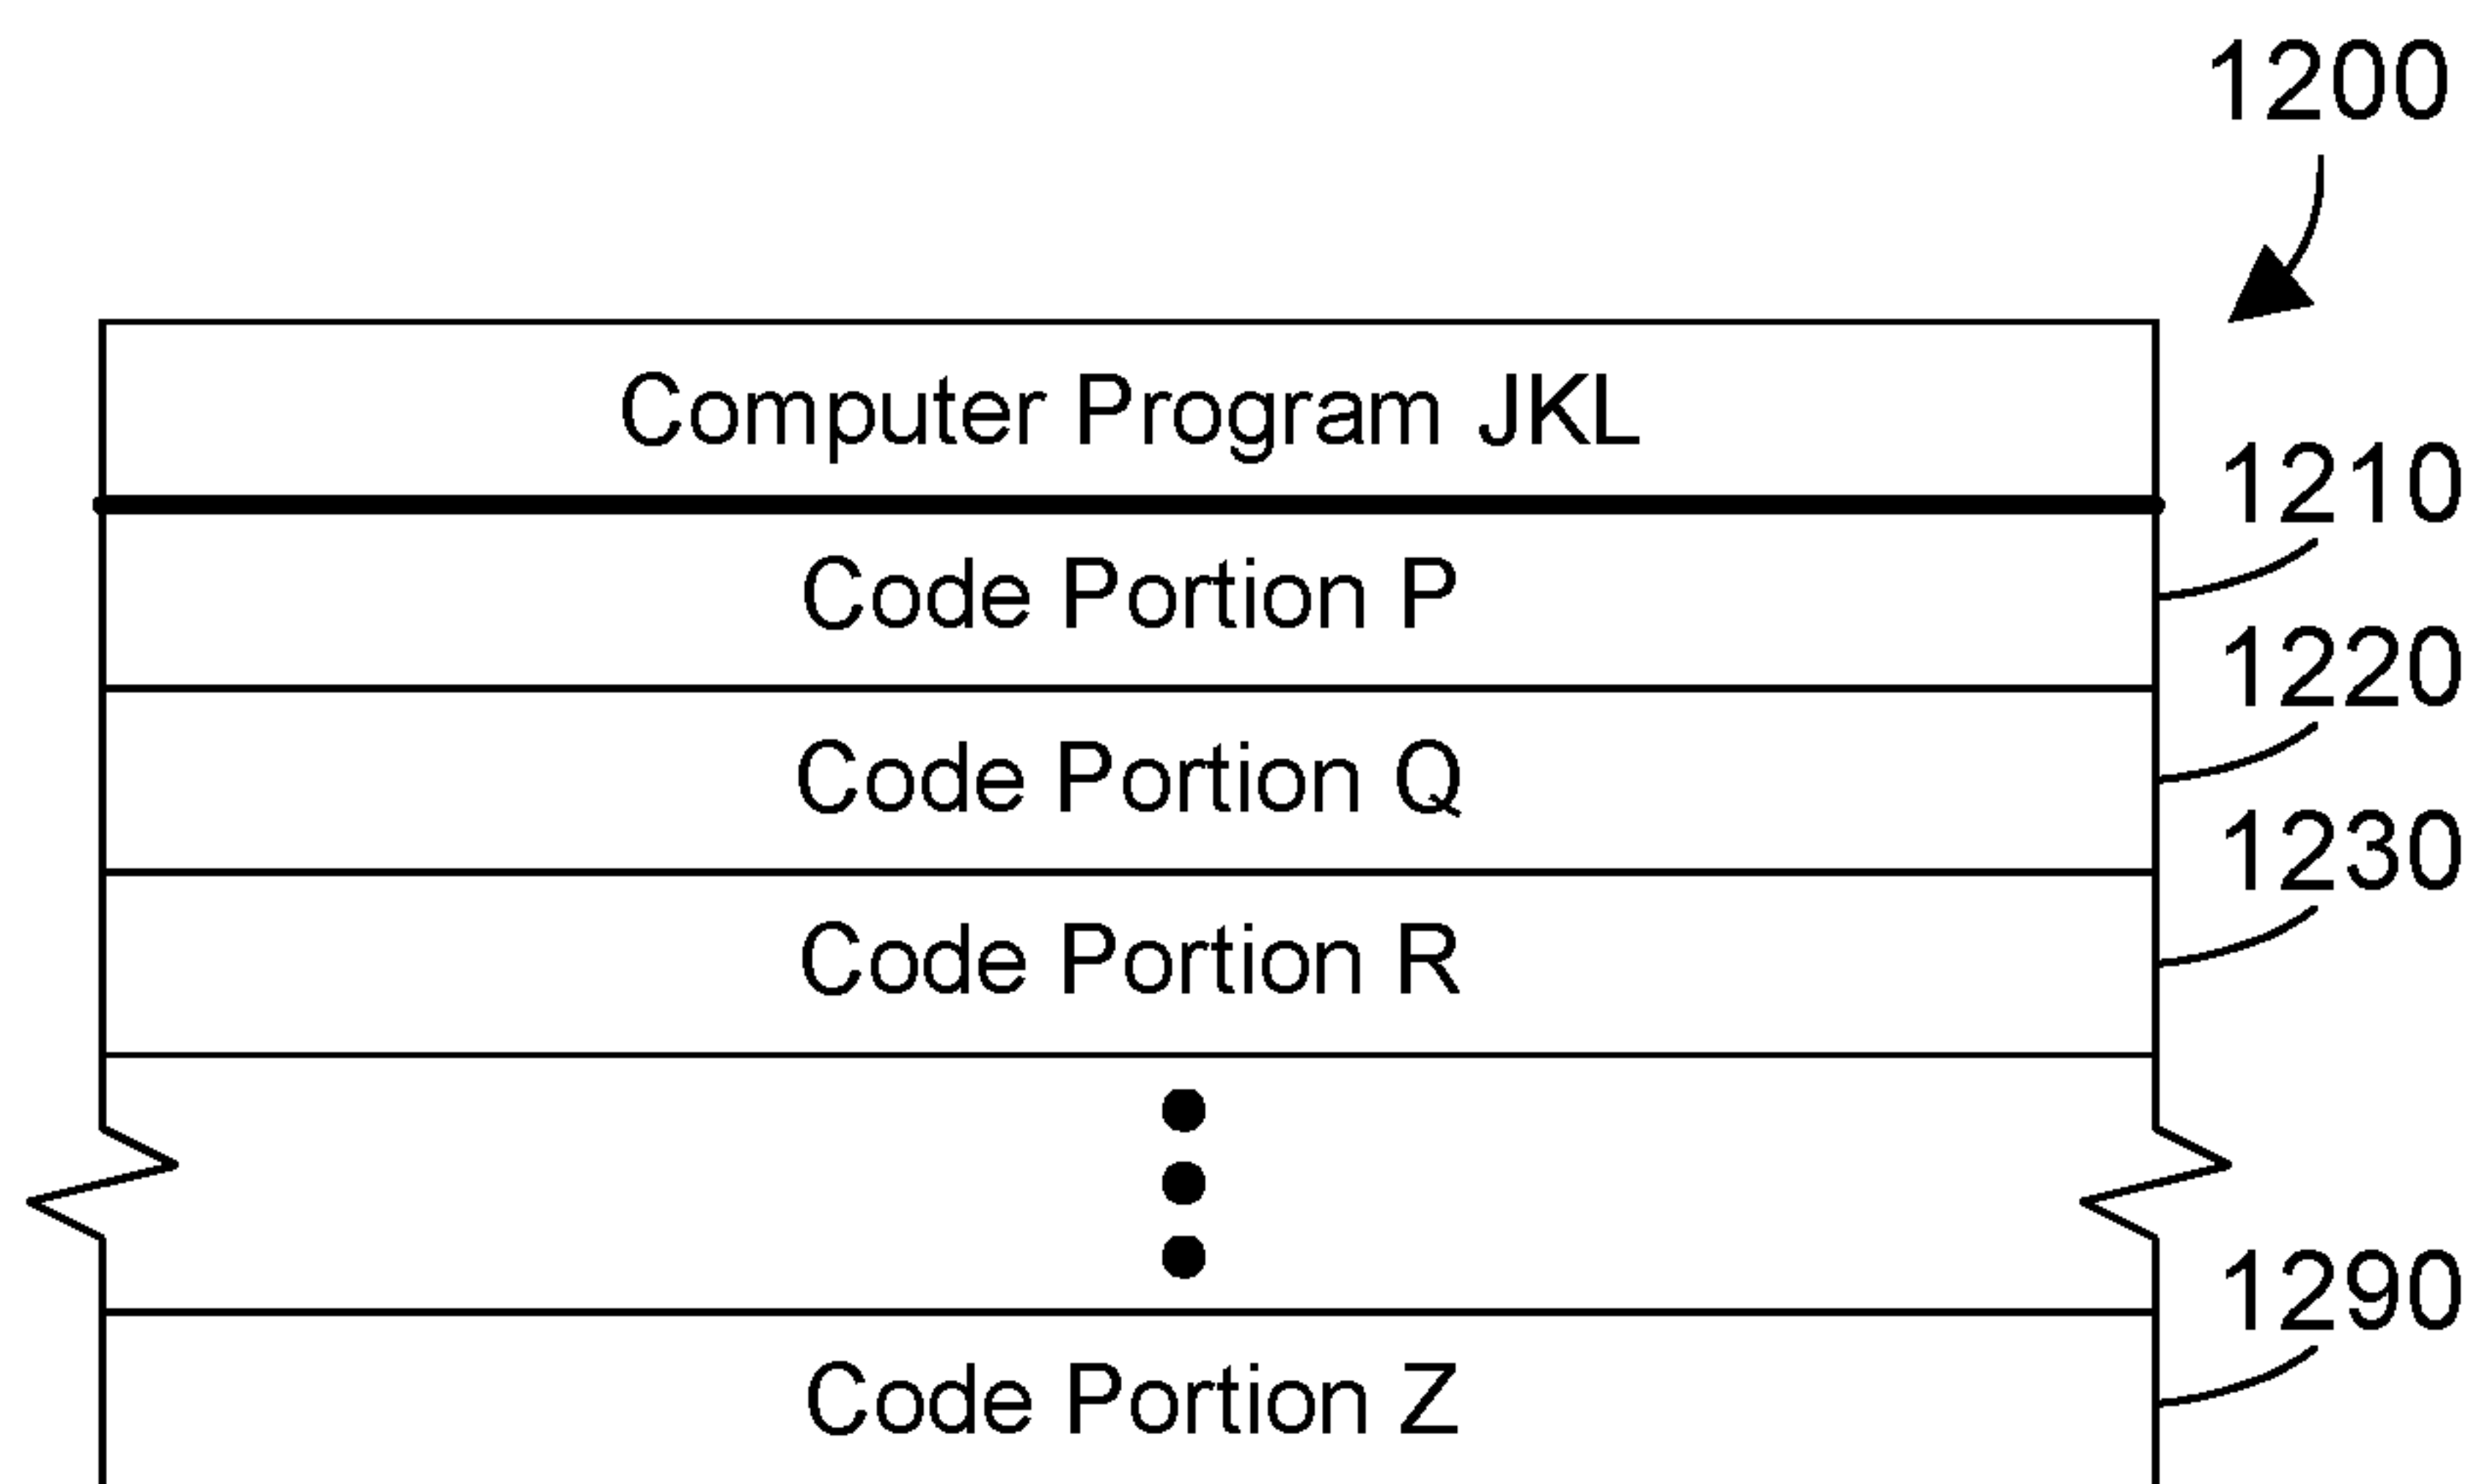 1200
Computer Program JKL
1210
Code Portion P
1220
Code Portion Q
1230
Code Portion R
1290
Code Portion Z